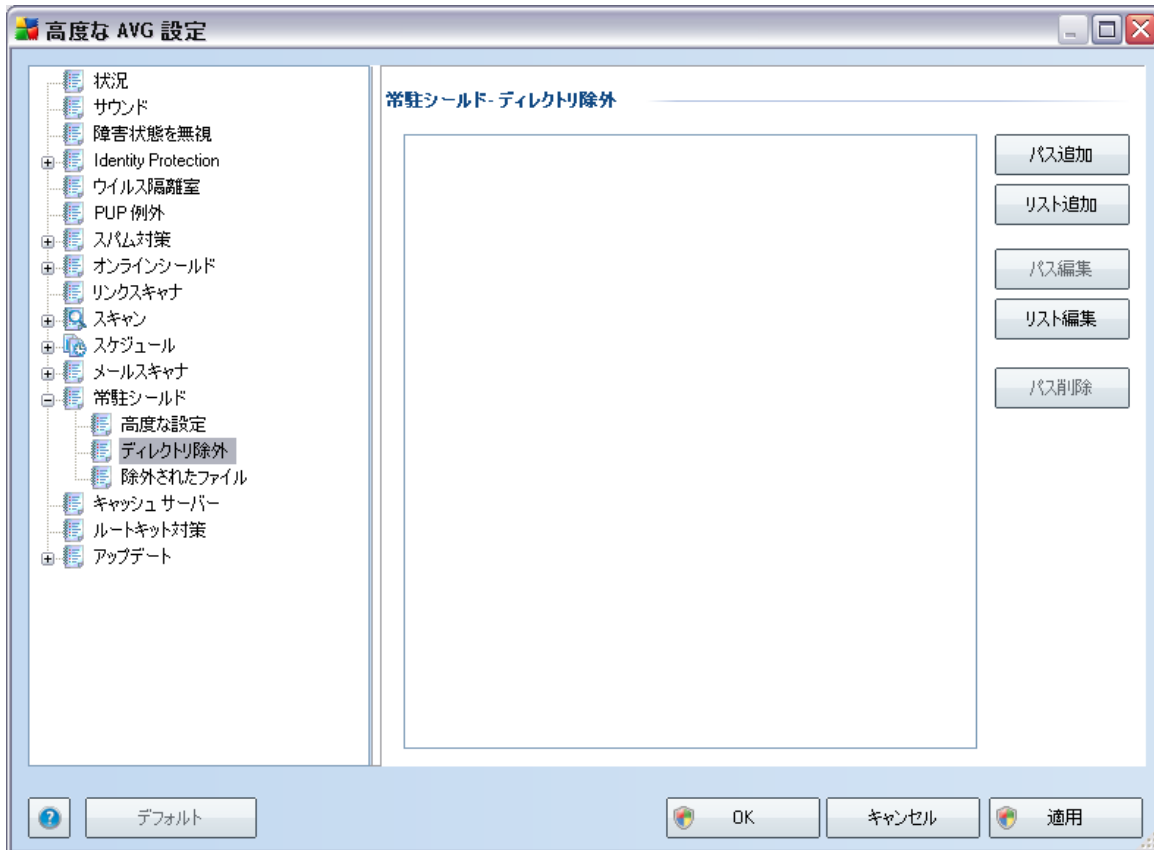 高度な AVG 設定
状況
サウンド
障害状態を無視
Identity Protection
ウイルス隔離室
PUP 例外
スパム対策
オンラインシールド
リンクスキャナ
スキャン
スケジュール
メールスキャナ
常駐シールド
高度な設定
ディレクトリ除外
除外されたファイル
キャッシュ サーバー
ルートキット対策
アップデート
常駐シールド- ディレクトリ除外
パス追加
リスト追加
パス編集
リスト編集
パス削除
デフォルト
OK
キャンセル
適用